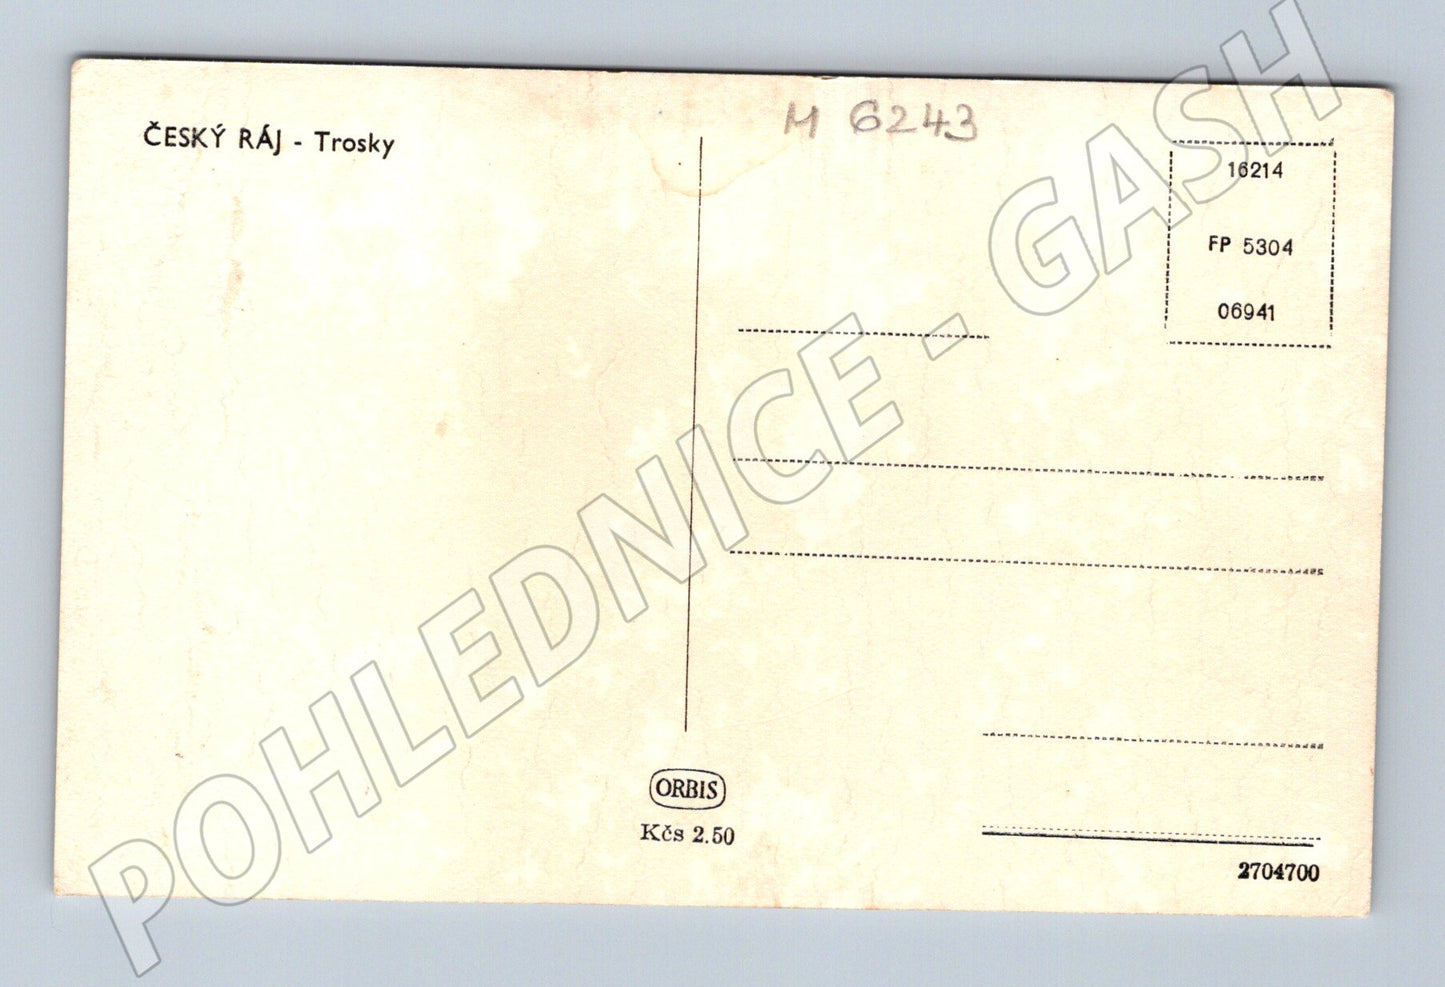 ČESKÝ RÁJ - Trosky
M 6243
16214
FP 5304
06941
ORBIS
Kčs 2.50
2704700
POHLEDNICE - GASH